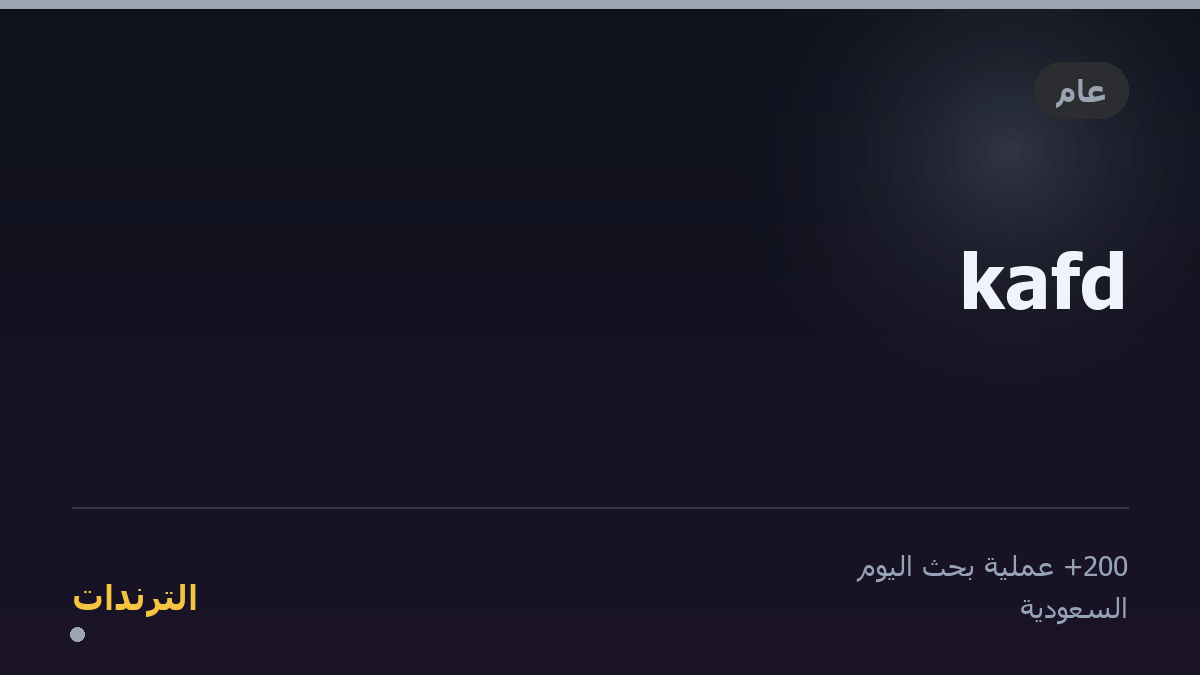 عام
kafd
200+ عملية بحث اليوم
السعودية
الترندات